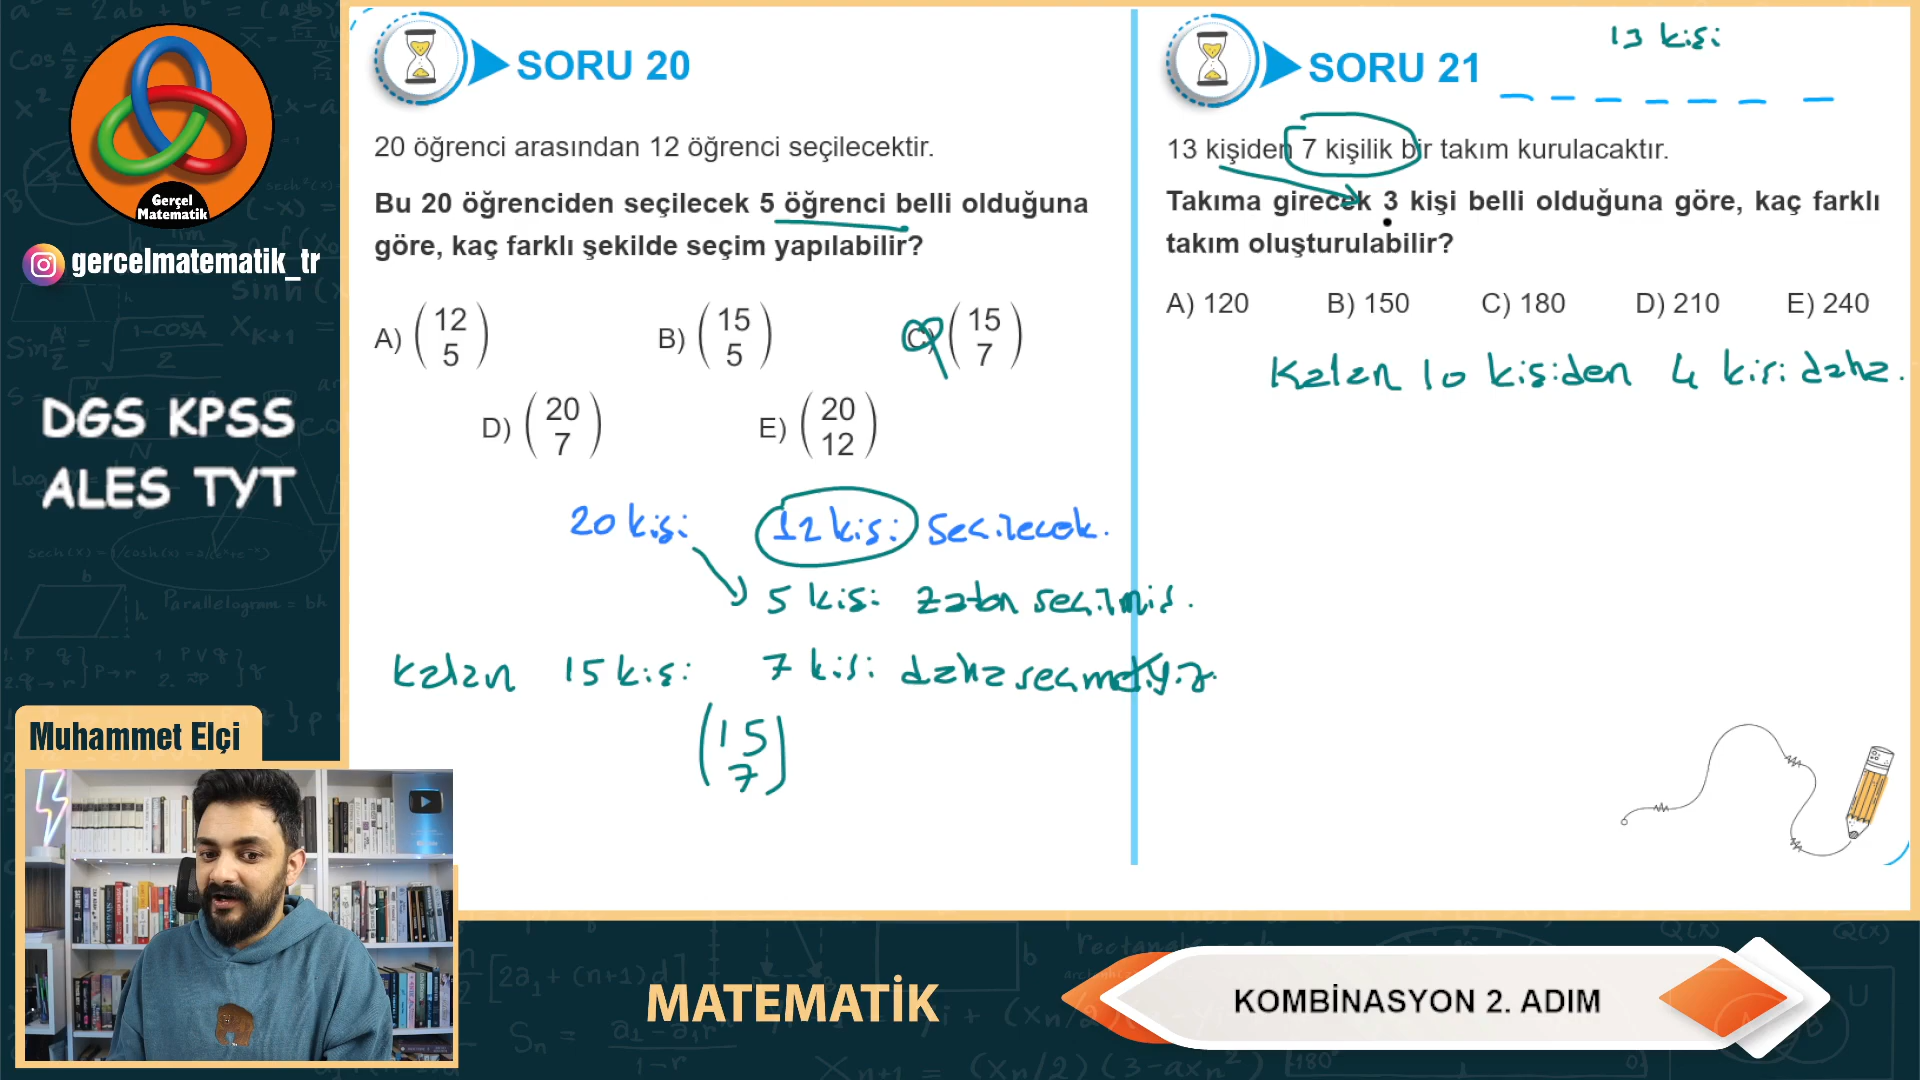 Gerçel
Matematik
gercelmatematik_tr
DGS KPSS
ALES TYT
Muhammet Elçi
SORU 20
20 öğrenci arasından 12 öğrenci seçilecektir.
Bu 20 öğrenciden seçilecek 5 öğrenci belli olduğuna
göre, kaç farklı şekilde seçim yapılabilir?
A) (12 5) B) (15 5) C) (15 7)
D) (20 7) E) (20 12)
20 kişi 12 kişi seçilecek.
5 kişi zaten seçilmiş.
Kalan 15 kişi 7 kişi daha seçmeliyiz.
(15 7)
SORU 21
13 kişi
13 kişiden 7 kişilik bir takım kurulacaktır.
Takıma girecek 3 kişi belli olduğuna göre, kaç farklı
takım oluşturulabilir?
A) 120 B) 150 C) 180 D) 210 E) 240
Kalan 10 kişiden 4 kişi daha.
MATEMATİK
KOMBİNASYON 2. ADIM